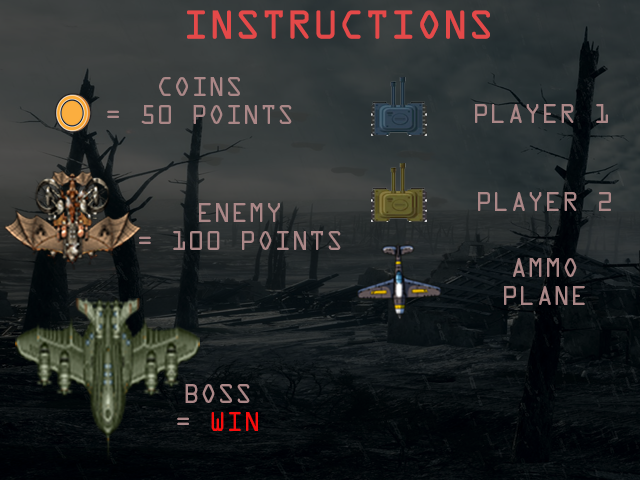 INSTRUCTIONS
COINS
= 50 POINTS
ENEMY
= 100 POINTS
BOSS
= WIN
PLAYER 1
PLAYER 2
AMMO
PLANE